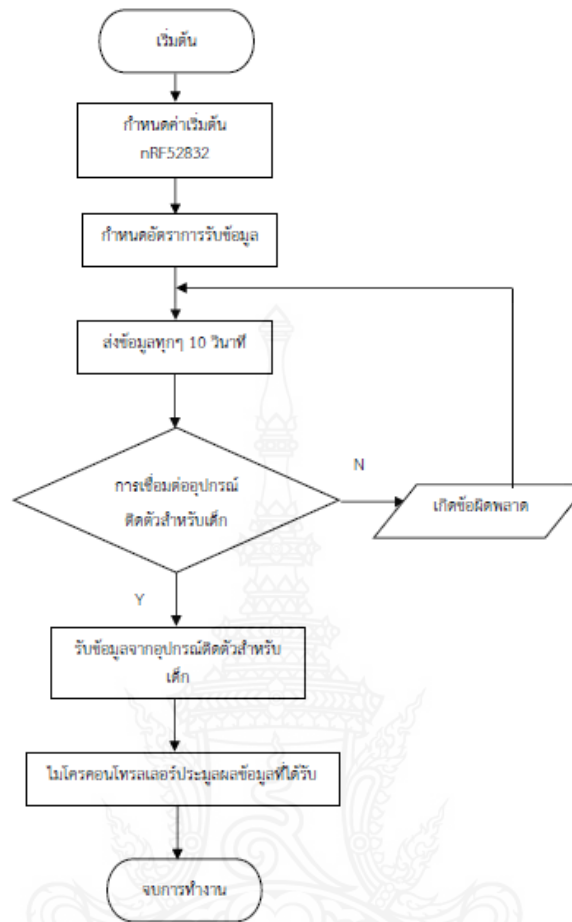 เริ่มต้น
กำหนดค่าเริ่มต้น
nRF52832
กำหนดอัตราการรับข้อมูล
ส่งข้อมูลทุกๆ 10 วินาที
การเชื่อมต่ออุปกรณ์
ติดตัวสำหรับเด็ก
N
เกิดข้อผิดพลาด
Y
รับข้อมูลจากอุปกรณ์ติดตัวสำหรับ
เด็ก
ไมโครคอนโทรลเลอร์ประมูลผลข้อมูลที่ได้รับ
จบการทำงาน